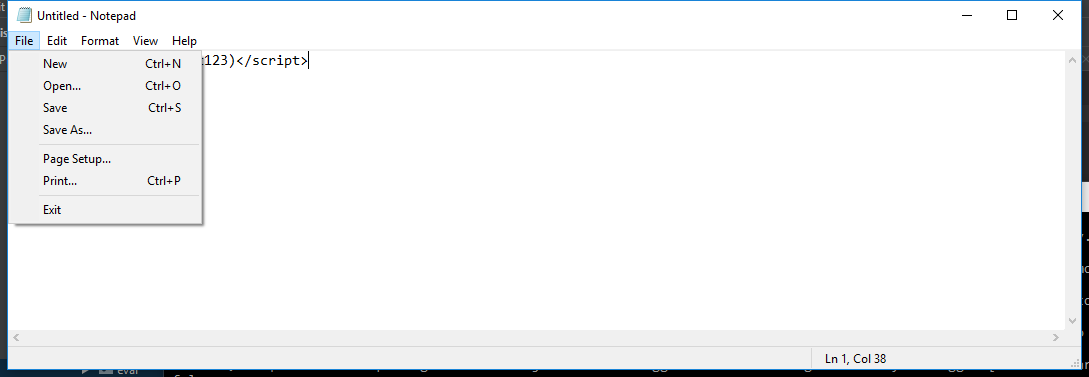 Untitled - Notepad
File Edit Format View Help
123)</script>
New Ctrl+N
Open... Ctrl+O
Save Ctrl+S
Save As...
Page Setup...
Print... Ctrl+P
Exit
Ln 1, Col 38
eval